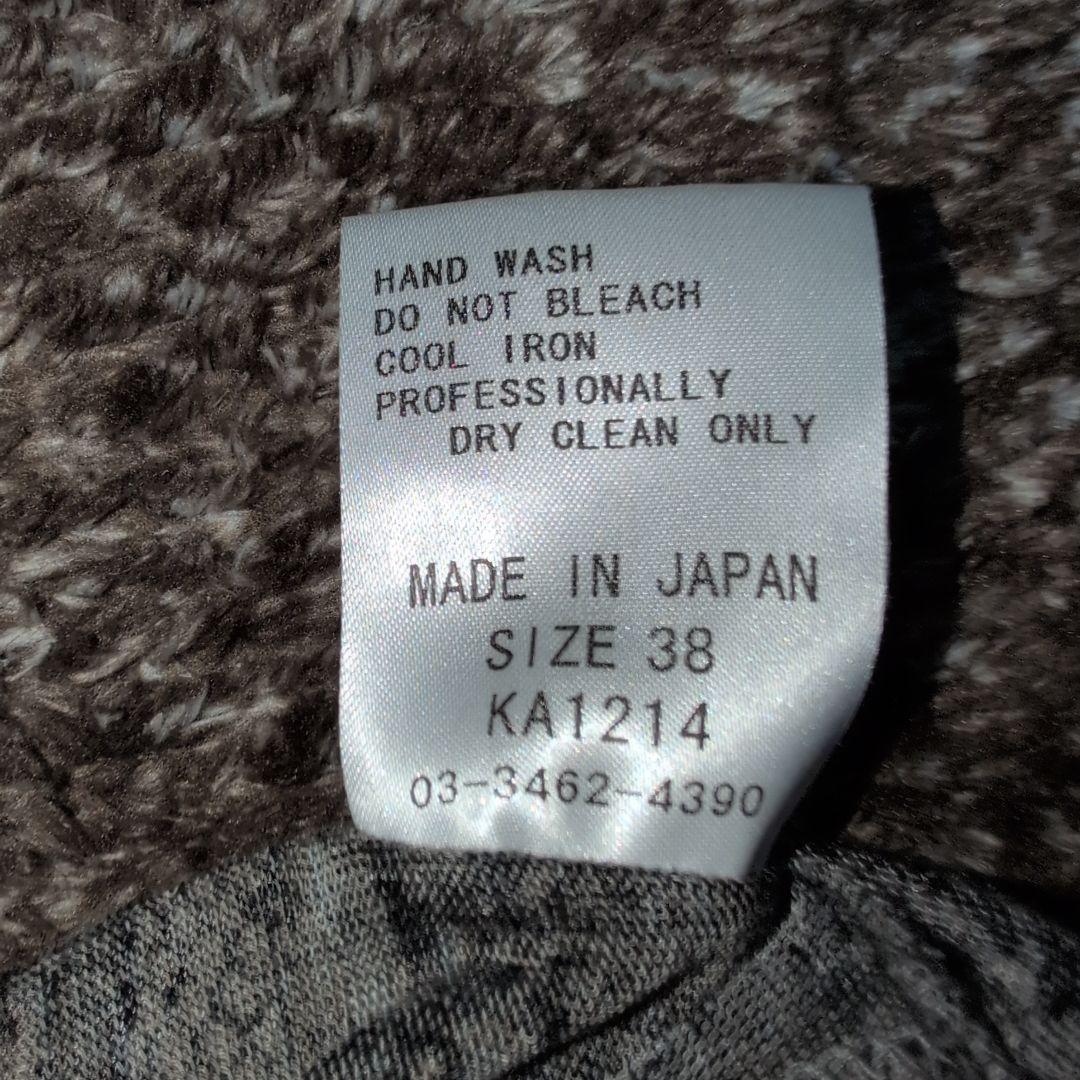 HAND WASH
DO NOT BLEACH
COOL IRON
PROFESSIONALLY
DRY CLEAN ONLY
MADE IN JAPAN
SIZE 38
KA1214
03-3462-4390